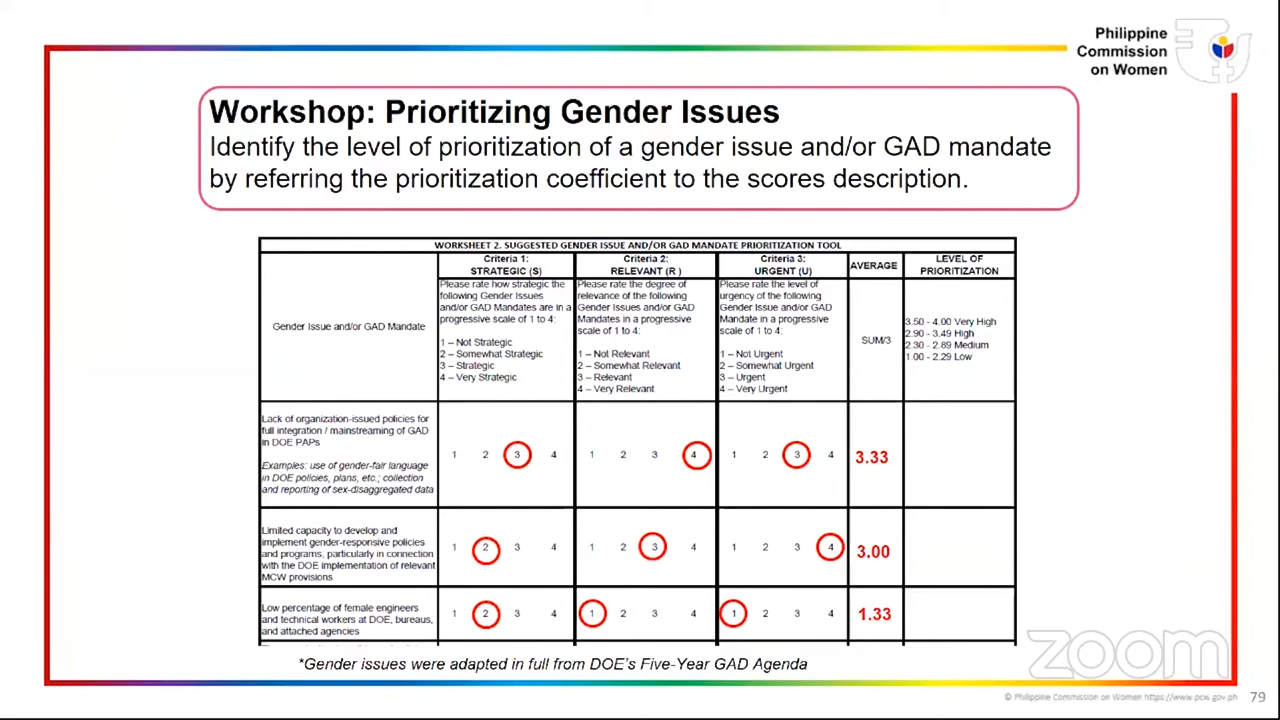 Philippine
Commission
on Women
Workshop: Prioritizing Gender Issues
Identify the level of prioritization of a gender issue and/or GAD mandate
by referring the prioritization coefficient to the scores description.
WORKSHEET 2. SUGGESTED GENDER ISSUE AND/OR GAD MANDATE PRIORITIZATION TOOL
Gender Issue and/or GAD Mandate
Criteria 1:
STRATEGIC (S)
Criteria 2:
RELEVANT (R )
Criteria 3:
URGENT (U)
AVERAGE
LEVEL OF
PRIORITIZATION
Please rate how strategic the
following Gender Issues
and/or GAD Mandates are in a
progressive scale of 1 to 4:
1 – Not Strategic
2 – Somewhat Strategic
3 – Strategic
4 – Very Strategic
Please rate the degree of
relevance of the following
Gender Issues and/or GAD
Mandates in a progressive
scale of 1 to 4:
1 – Not Relevant
2 – Somewhat Relevant
3 – Relevant
4 – Very Relevant
Please rate the level of
urgency of the following
Gender Issue and/or GAD
Mandate in a progressive
scale of 1 to 4:
1 – Not Urgent
2 – Somewhat Urgent
3 – Urgent
4 – Very Urgent
SUM/3
3.50 - 4.00 Very High
2.90 - 3.49 High
2.30 - 2.89 Medium
1.00 - 2.29 Low
Lack of organization-issued policies for
full integration / mainstreaming of GAD
in DOE PAPs
Examples: use of gender-fair language
in DOE policies, plans, etc.; collection
and reporting of sex-disaggregated data
1 2 3 4 1 2 3 4 1 2 3 4 3.33
Limited capacity to develop and
implement gender-responsive policies
and programs, particularly in connection
with the DOE implementation of relevant
MCW provisions
1 2 3 4 1 2 3 4 1 2 3 4 3.00
Low percentage of female engineers
and technical workers at DOE, bureaus,
and attached agencies
1 2 3 4 1 2 3 4 1 2 3 4 1.33
*Gender issues were adapted in full from DOE's Five-Year GAD Agenda
zoom
© Philippine Commission on Women https://www.pcw.gov.ph 79